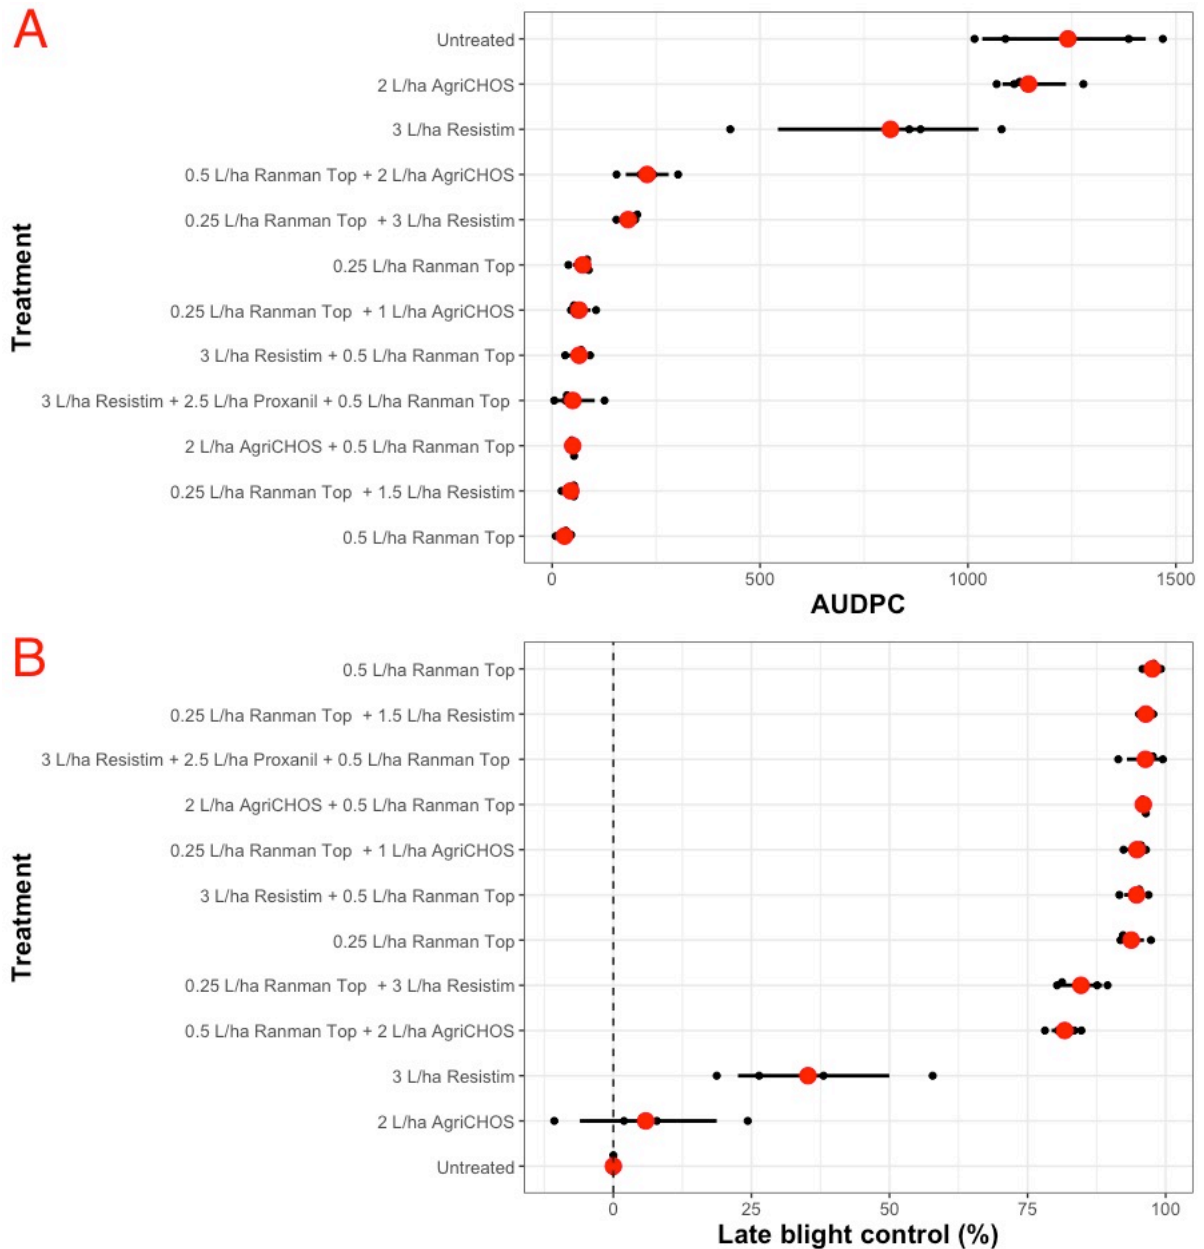 A
Untreated
2 L/ha AgriCHOS
3 L/ha Resistim
0.5 L/ha Ranman Top + 2 L/ha AgriCHOS
0.25 L/ha Ranman Top  + 3 L/ha Resistim
0.25 L/ha Ranman Top
0.25 L/ha Ranman Top  + 1 L/ha AgriCHOS
3 L/ha Resistim + 0.5 L/ha Ranman Top
3 L/ha Resistim + 2.5 L/ha Proxanil + 0.5 L/ha Ranman Top
2 L/ha AgriCHOS + 0.5 L/ha Ranman Top
0.25 L/ha Ranman Top  + 1.5 L/ha Resistim
0.5 L/ha Ranman Top
Treatment
0 500 1000 1500
AUDPC
B
0.5 L/ha Ranman Top
0.25 L/ha Ranman Top  + 1.5 L/ha Resistim
3 L/ha Resistim + 2.5 L/ha Proxanil + 0.5 L/ha Ranman Top
2 L/ha AgriCHOS + 0.5 L/ha Ranman Top
0.25 L/ha Ranman Top  + 1 L/ha AgriCHOS
3 L/ha Resistim + 0.5 L/ha Ranman Top
0.25 L/ha Ranman Top
0.25 L/ha Ranman Top  + 3 L/ha Resistim
0.5 L/ha Ranman Top + 2 L/ha AgriCHOS
3 L/ha Resistim
2 L/ha AgriCHOS
Untreated
Treatment
0 25 50 75 100
Late blight control (%)